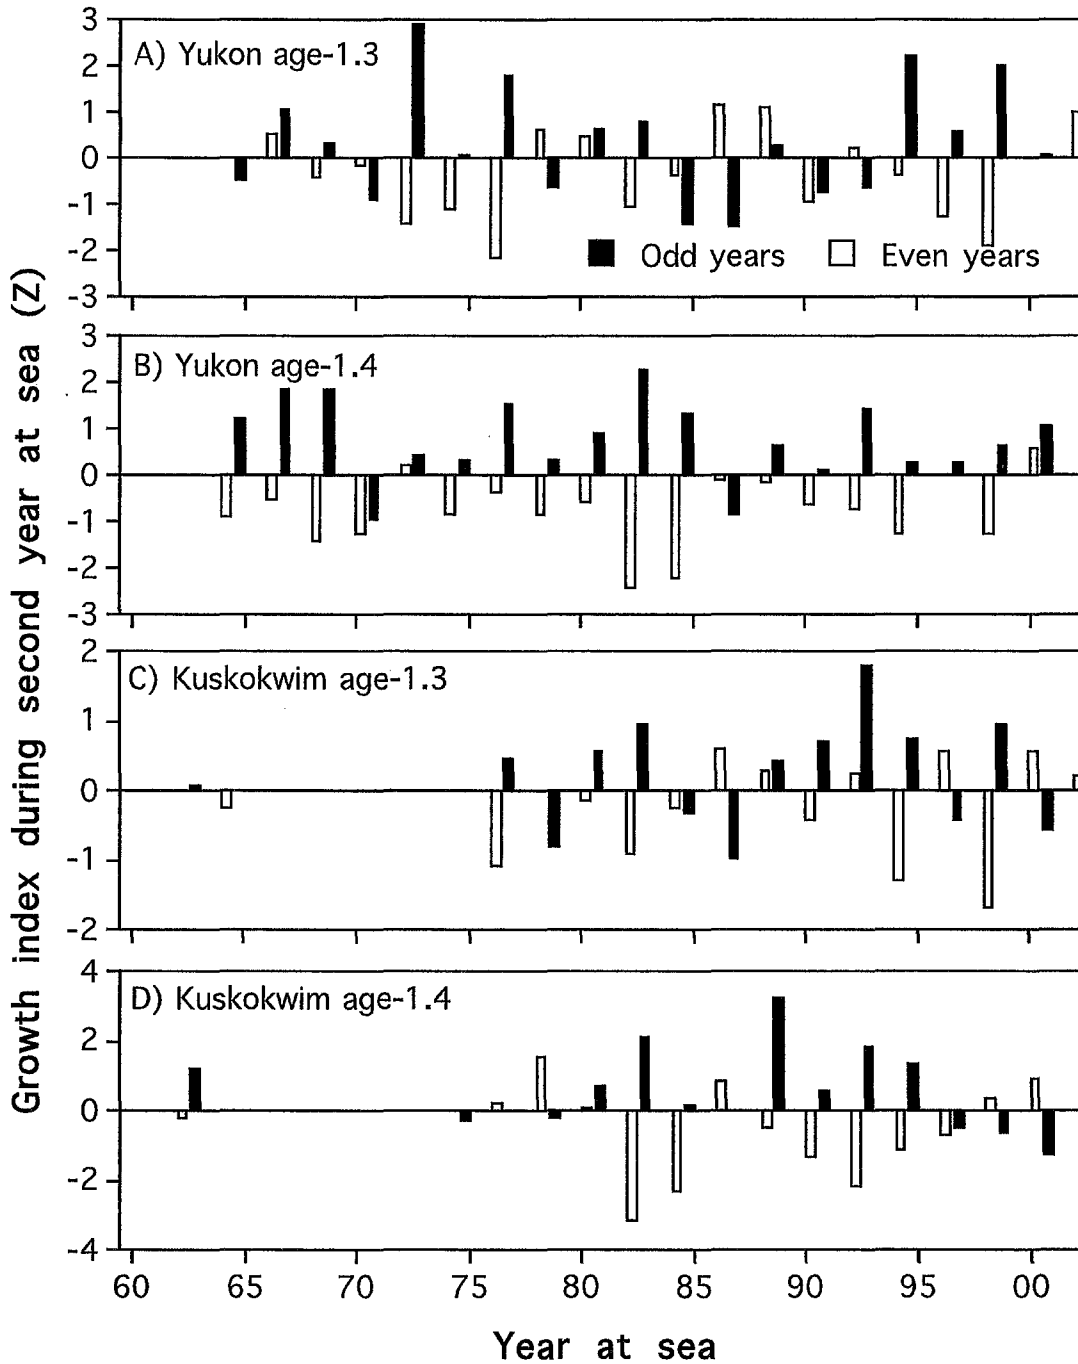 Growth index during second year at sea (Z)
A) Yukon age-1.3
3
2
1
0
-1
-2
-3
Odd years
Even years
B) Yukon age-1.4
3
2
1
0
-1
-2
-3
C) Kuskokwim age-1.3
2
1
0
-1
-2
D) Kuskokwim age-1.4
4
2
0
-2
-4
60 65 70 75 80 85 90 95 00
Year at sea